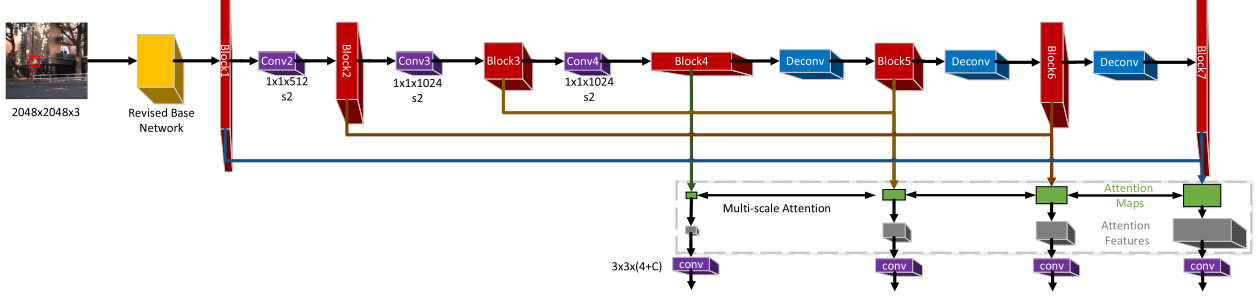 2048x2048x3
Revised Base
Network
Block1
Conv2
1x1x512
s2
Block2
Conv3
1x1x1024
s2
Block3
Conv4
1x1x1024
s2
Block4
Deconv
Block5
Deconv
Block6
Deconv
Block7
Multi-scale Attention
Attention
Maps
Attention
Features
3x3x(4+C)
conv
conv
conv
conv